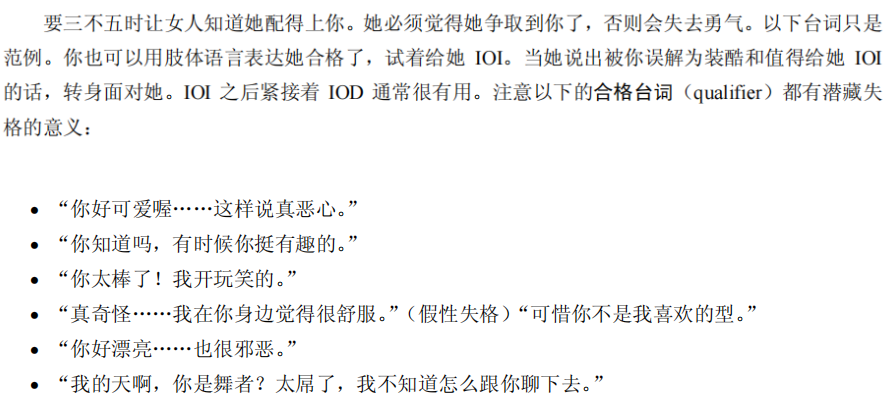 要三不五时让女人知道她配得上你。她必须觉得她争取到你了，否则会失去勇气。以下台词只是
范例。你也可以用肢体语言表达她合格了，试着给她 IOI。当她说出被你误解为装酷和值得给她 IOI
的话，转身面对她。IOI 之后紧接着 IOD 通常很有用。注意以下的合格台词（qualifier）都有潜藏失
格的意义：
• “你好可爱喔……这样说真恶心。”
• “你知道吗，有时候你挺有趣的。”
• “你太棒了！我开玩笑的。”
• “真奇怪……我在你身边觉得很舒服。”（假性失格）“可惜你不是我喜欢的型。”
• “你好漂亮……也很邪恶。”
• “我的天啊，你是舞者？太屌了，我不知道怎么跟你聊下去。”